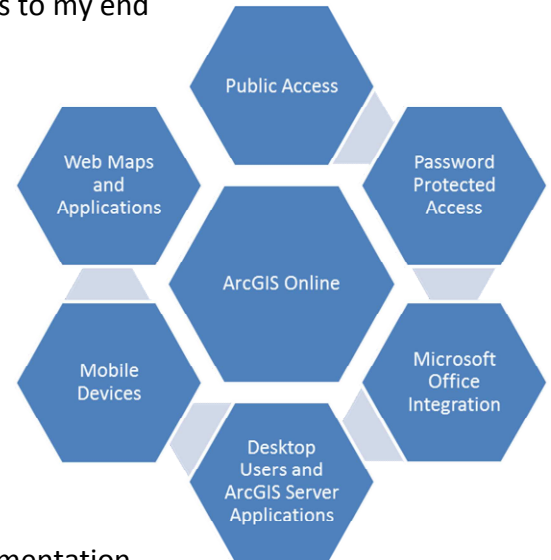 s to my end
Public Access
Web Maps
and
Applications
Password
Protected
Access
ArcGIS Online
Mobile
Devices
Microsoft
Office
Integration
Desktop
Users and
ArcGIS Server
Applications
mentation